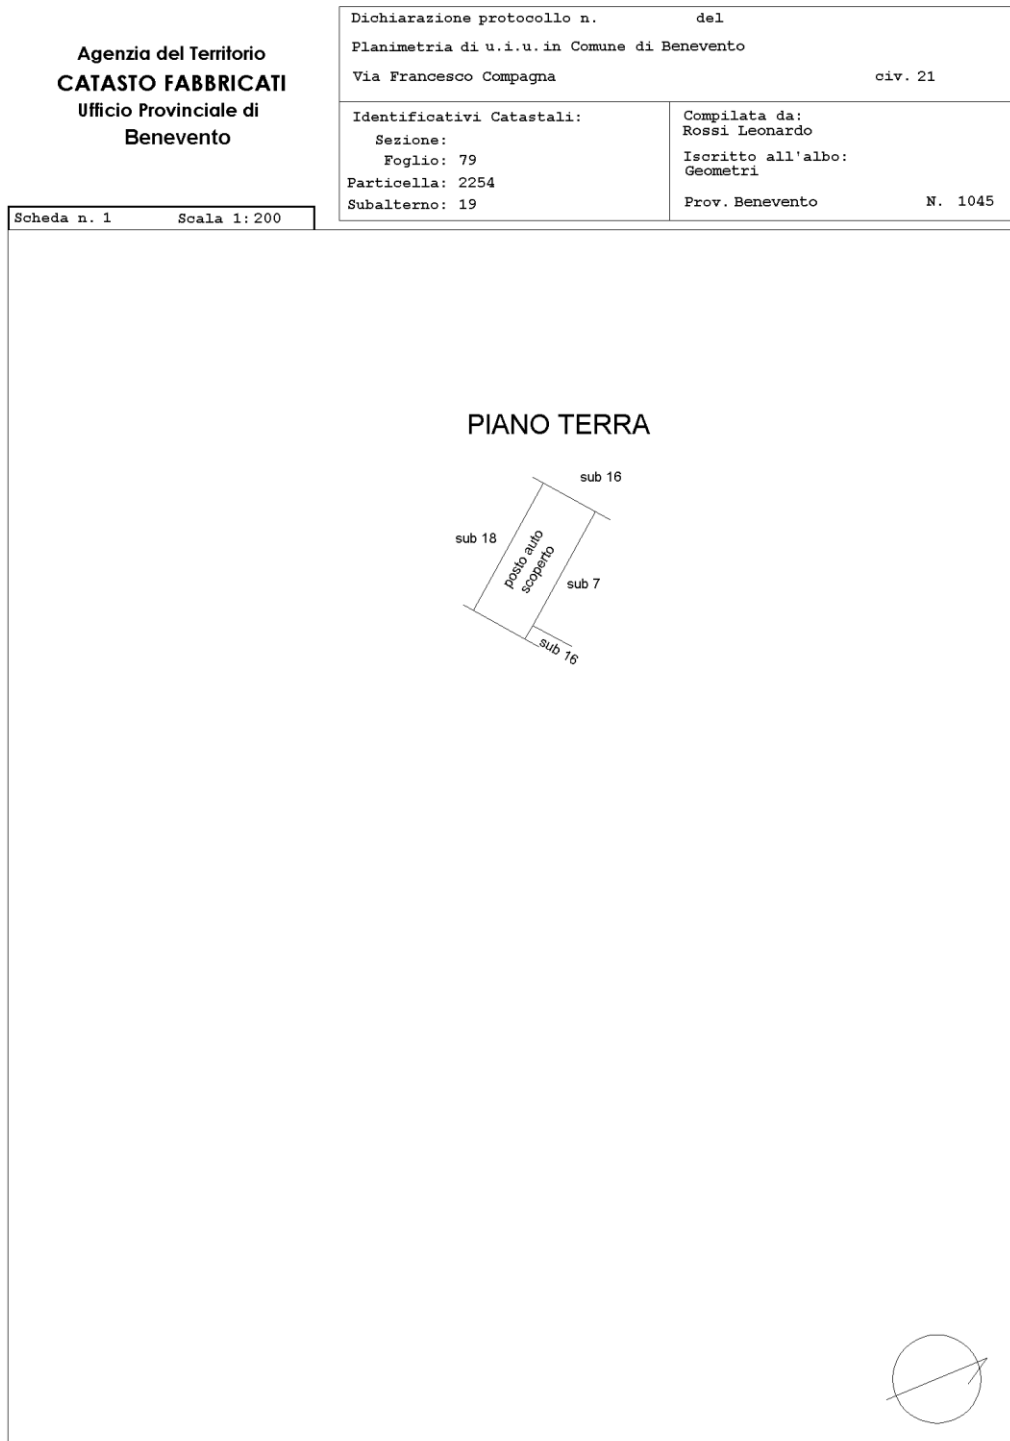 Agenzia del Territorio
CATASTO FABBRICATI
Ufficio Provinciale di
Benevento
Dichiarazione protocollo n. del
Planimetria di u.i.u. in Comune di Benevento
Via Francesco Compagna civ. 21
Identificativi Catastali:
Sezione:
Foglio: 79
Particella: 2254
Subalterno: 19
Compilata da:
Rossi Leonardo
Iscritto all'albo:
Geometri
Prov. Benevento N. 1045
Scheda n. 1 Scala 1:200
PIANO TERRA
sub 16
sub 18
posto auto
scoperto
sub 7
sub 16